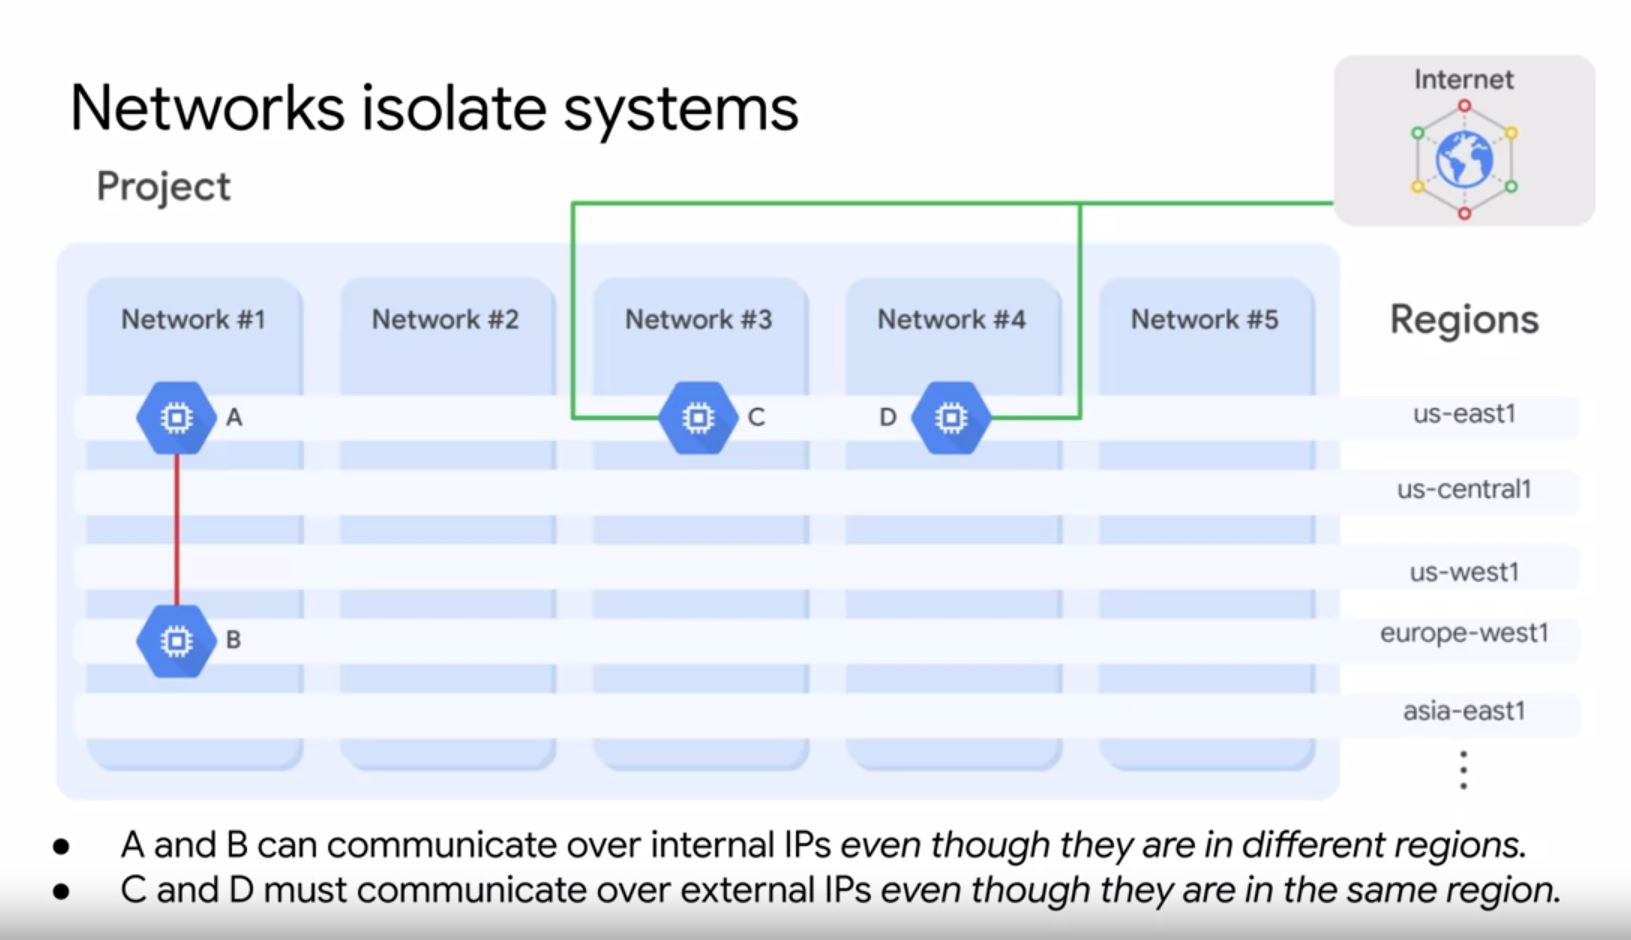 Networks isolate systems
Internet
Project
Network #1
Network #2
Network #3
Network #4
Network #5
Regions
A
C
D
us-east1
us-central1
us-west1
B
europe-west1
asia-east1
● A and B can communicate over internal IPs even though they are in different regions.
● C and D must communicate over external IPs even though they are in the same region.